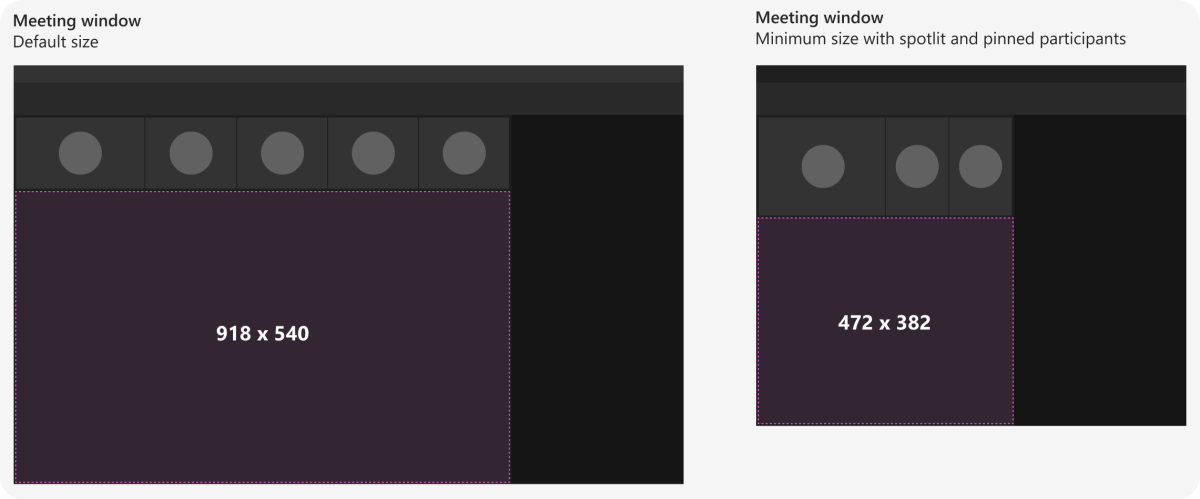 Meeting window
Default size
918 x 540
Meeting window
Minimum size with spotlit and pinned participants
472 x 382